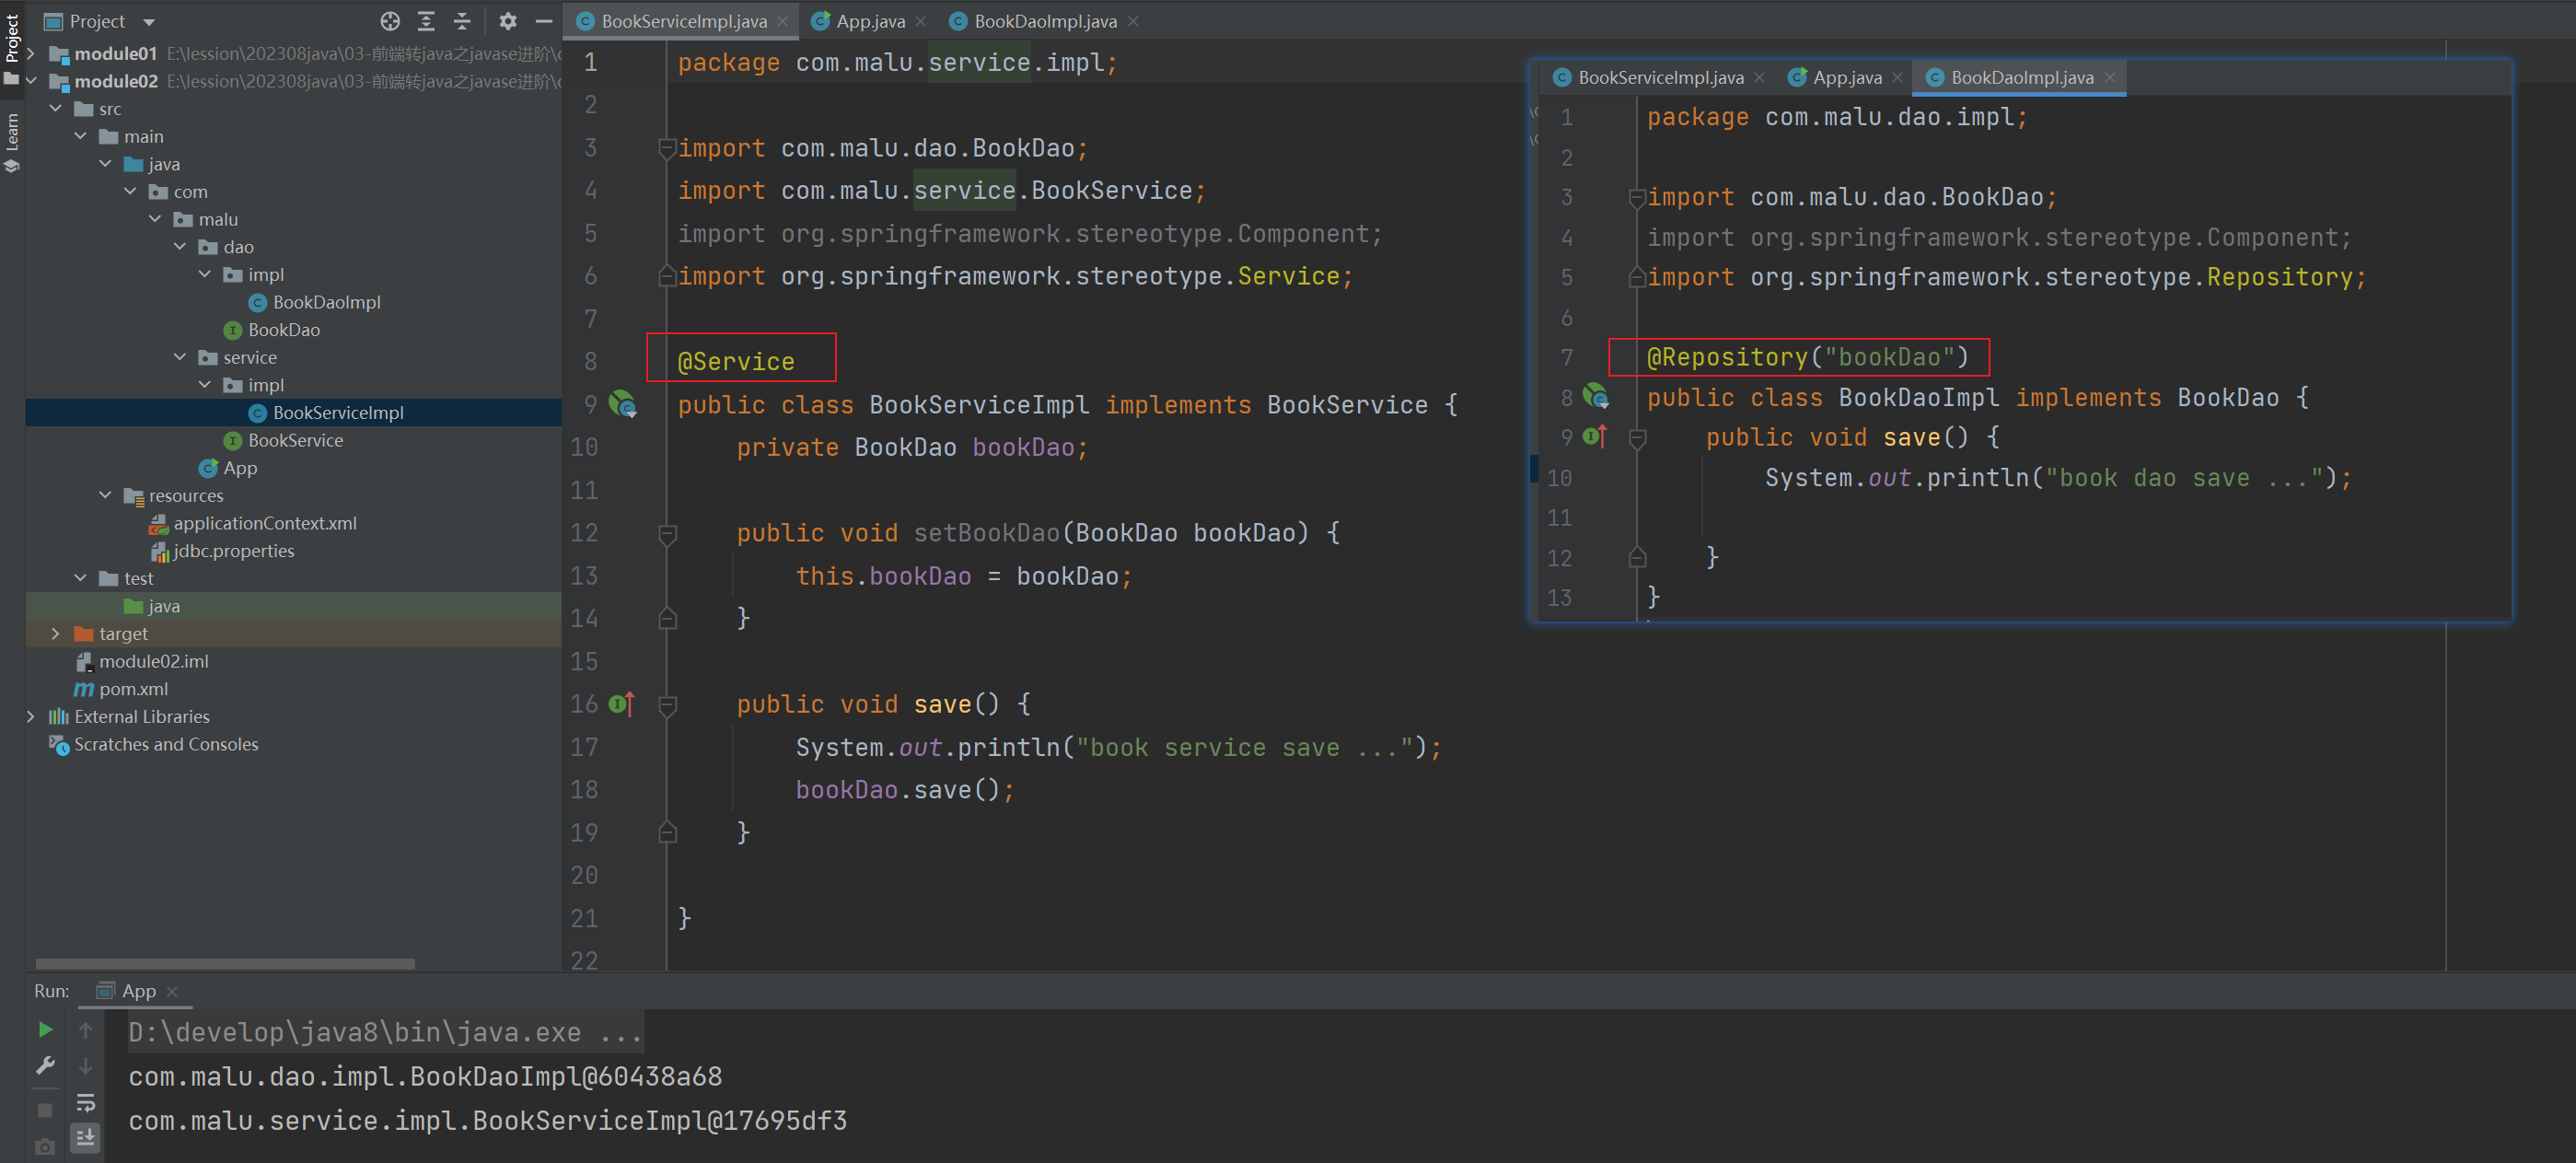 Project
Learn
Project
module01 E:\lession\202308java\03-前端转java之javase进阶\
module02 E:\lession\202308java\03-前端转java之javase进阶\
src
main
java
com
malu
dao
impl
BookDaoImpl
BookDao
service
impl
BookServiceImpl
BookService
App
resources
applicationContext.xml
jdbc.properties
test
java
target
module02.iml
pom.xml
External Libraries
Scratches and Consoles
BookServiceImpl.java App.java BookDaoImpl.java
1 package com.malu.service.impl;
2
3 import com.malu.dao.BookDao;
4 import com.malu.service.BookService;
5 import org.springframework.stereotype.Component;
6 import org.springframework.stereotype.Service;
7
8 @Service
9 public class BookServiceImpl implements BookService {
10 private BookDao bookDao;
11
12 public void setBookDao(BookDao bookDao) {
13 this.bookDao = bookDao;
14 }
15
16 public void save() {
17 System.out.println("book service save ...");
18 bookDao.save();
19 }
20
21 }
22
BookServiceImpl.java App.java BookDaoImpl.java
1 package com.malu.dao.impl;
2
3 import com.malu.dao.BookDao;
4 import org.springframework.stereotype.Component;
5 import org.springframework.stereotype.Repository;
6
7 @Repository("bookDao")
8 public class BookDaoImpl implements BookDao {
9 public void save() {
10 System.out.println("book dao save ...");
11
12 }
13 }
Run: App
D:\develop\java8\bin\java.exe ...
com.malu.dao.impl.BookDaoImpl@60438a68
com.malu.service.impl.BookServiceImpl@17695df3